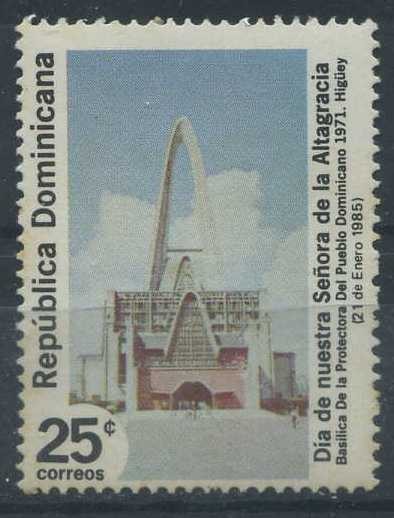 República Dominicana
25¢
correos
Día de nuestra Señora de la Altagracia
Basilica De la Protectora Del Pueblo Dominicano 1971. Higüey
(21 de Enero 1985)